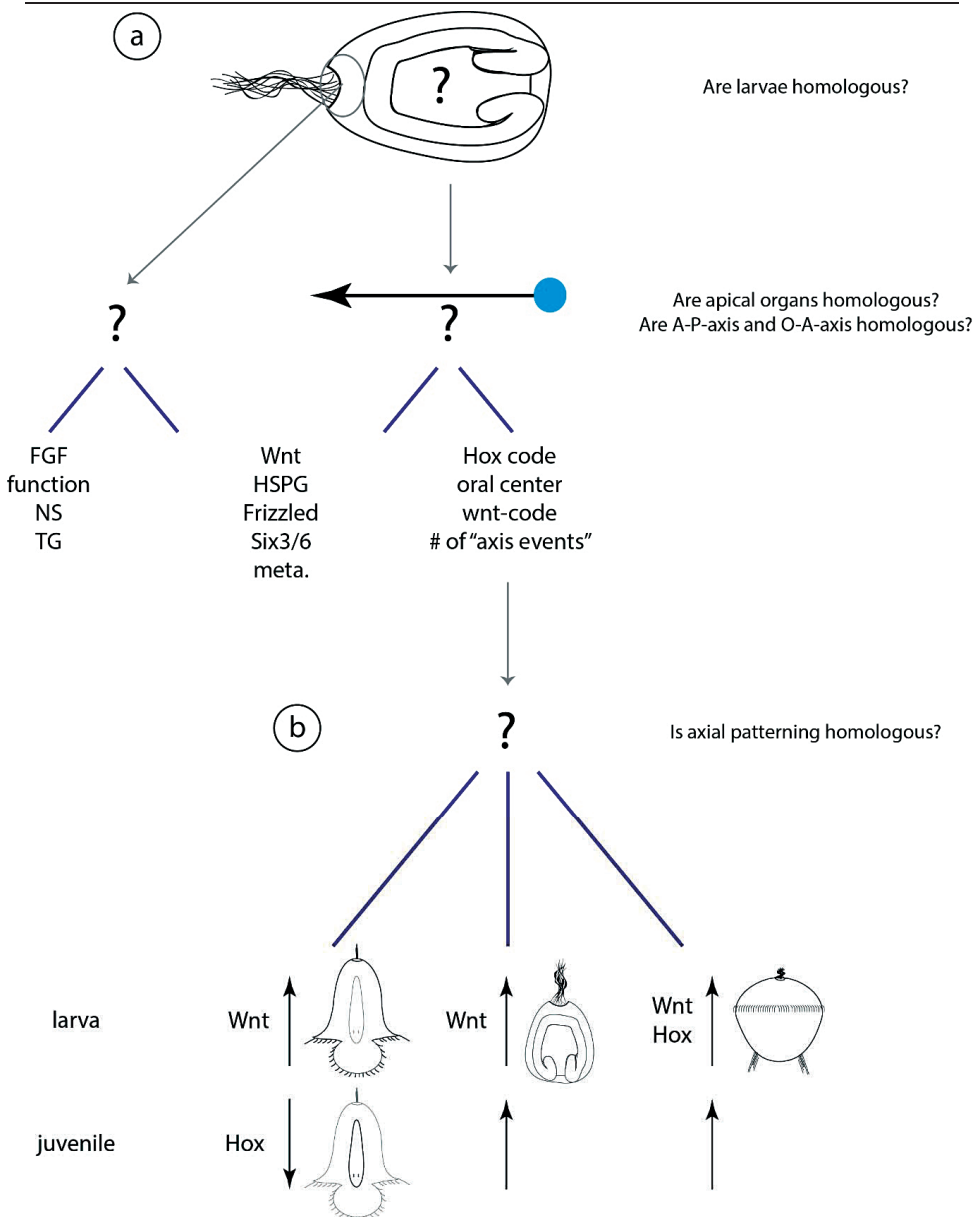 a
?
Are larvae homologous?
?
?
Are apical organs homologous?
Are A-P-axis and O-A-axis homologous?
FGF
function
NS
TG
Wnt
HSPG
Frizzled
Six3/6
meta.
Hox code
oral center
wnt-code
# of “axis events”
b
?
Is axial patterning homologous?
larva
Wnt
Wnt
Wnt
Hox
juvenile
Hox